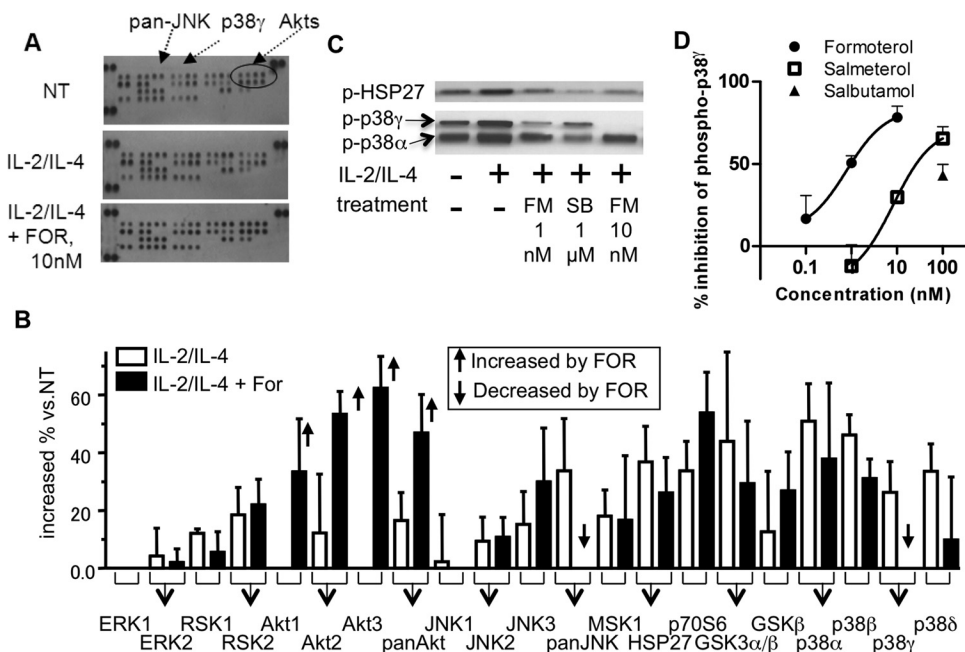 A
pan-JNK p38γ Akts
NT
IL-2/IL-4
IL-2/IL-4
+ FOR,
10nM
C
p-HSP27
p-p38γ
p-p38α
IL-2/IL-4 - + + + +
treatment - - FM SB FM
1 1 10
nM µM nM
D
Formoterol
Salmeterol
Salbutamol
% inhibition of phospho-p38γ
100
50
0
0.1 10 100
Concentration (nM)
B
IL-2/IL-4
IL-2/IL-4 + For
Increased by FOR
Decreased by FOR
increased % vs.NT
60
40
20
0.0
ERK1 RSK1 Akt1 Akt3 JNK1 JNK3 MSK1 p70S6 GSKβ p38β p38δ
ERK2 RSK2 Akt2 panAkt JNK2 panJNK HSP27 GSK3α/β p38α p38γ